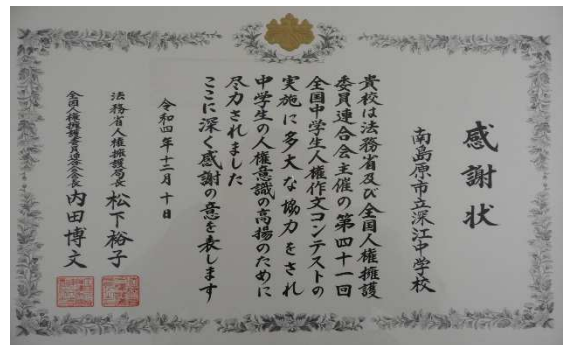 感謝状
南島原市立深江中学校
貴校は法務省及び全国人権擁護
委員連合会主催の第四十一回
全国中学生人権作文コンテストの
実施に多大な協力をされ
中学生の人権意識の高揚のために
尽力されました
ここに深く感謝の意を表します
令和四年十二月十日
法務省人権擁護局長 松下裕子
全国人権擁護委員連合会長 内田博文